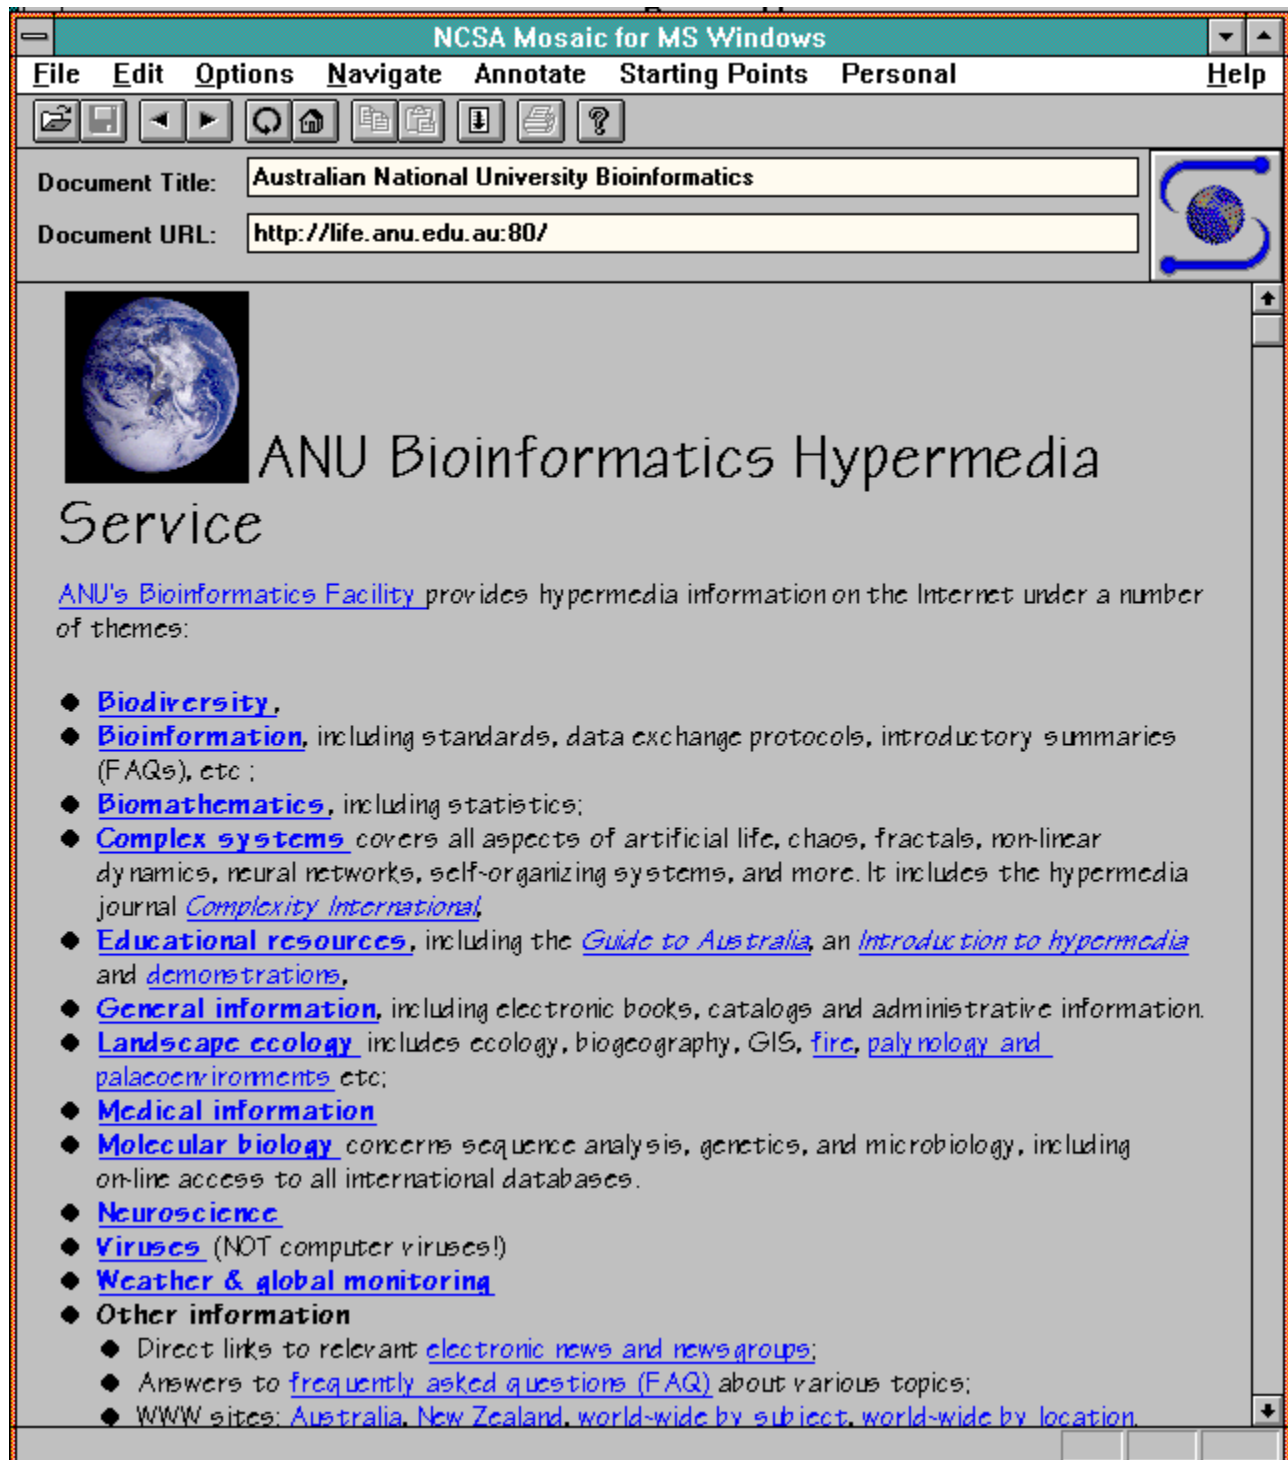 NCSA Mosaic for MS Windows
File Edit Options Navigate Annotate Starting Points Personal Help
Document Title: Australian National University Bioinformatics
Document URL: http://life.anu.edu.au:80/
ANU Bioinformatics Hypermedia
Service
ANU's Bioinformatics Facility provides hypermedia information on the Internet under a number
of themes:
Biodiversity,
Bioinformation, including standards, data exchange protocols, introductory summaries
(FAQs), etc ;
Biomathematics, including statistics;
Complex systems covers all aspects of artificial life, chaos, fractals, non-linear
dynamics, neural networks, self-organizing systems, and more. It includes the hypermedia
journal Complexity International,
Educational resources, including the Guide to Australia, an Introduction to hypermedia
and demonstrations,
General information, including electronic books, catalogs and administrative information.
Landscape ecology includes ecology, biogeography, GIS, fire, palynology and
palaeoenvironments etc;
Medical information
Molecular biology concerns sequence analysis, genetics, and microbiology, including
on-line access to all international databases.
Neuroscience
Viruses (NOT computer viruses!)
Weather & global monitoring
Other information
Direct links to relevant electronic news and newsgroups;
Answers to frequently asked questions (FAQ) about various topics;
WWW sites: Australia, New Zealand, world-wide by subject, world-wide by location.